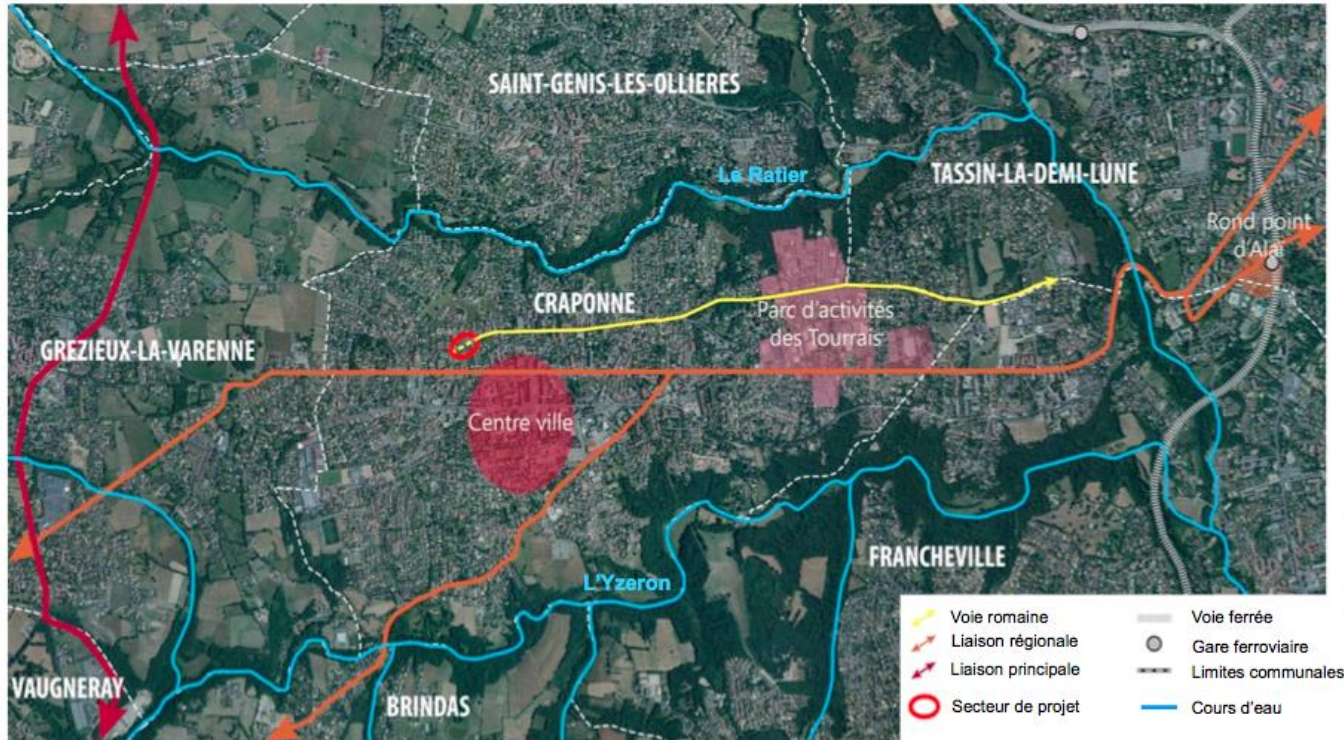 SAINT-GENIS-LES-OLLIERES
Le Ratier
TASSIN-LA-DEMI-LUNE
Rond point
d'Alaï
CRAPONNE
Parc d'activités
des Tourrais
GREZIEUX-LA-VARENNE
Centre ville
FRANCHEVILLE
L'Yzeron
VAUGNERAY
BRINDAS
Voie romaine
Liaison régionale
Liaison principale
Secteur de projet
Voie ferrée
Gare ferroviaire
Limites communales
Cours d'eau